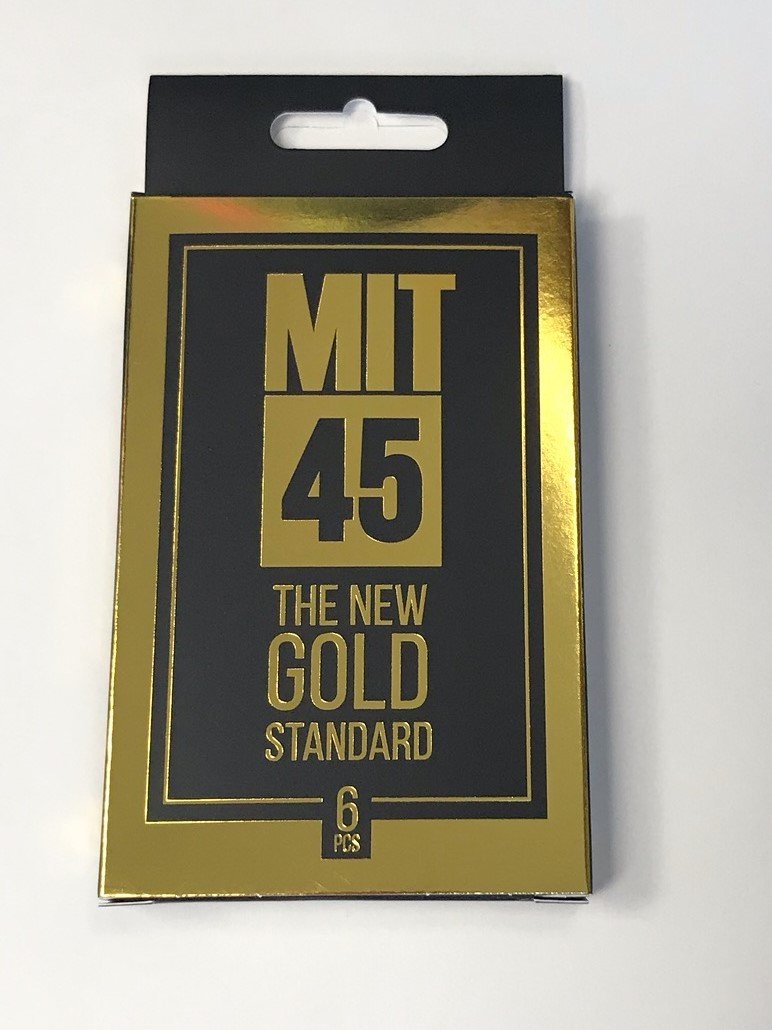 MIT
45
THE NEW
GOLD
STANDARD
6
PCS